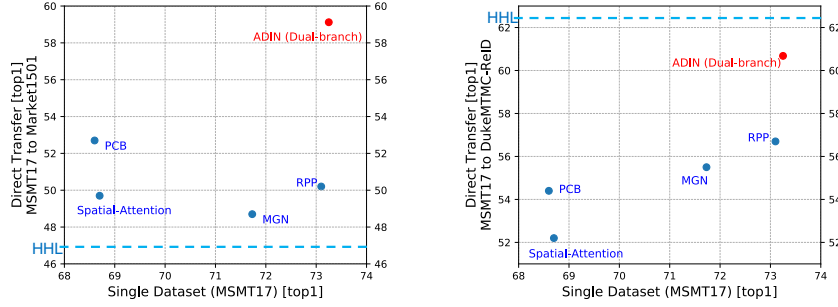 60
58
56
54
52
50
48
46
Direct Transfer [top1]
MSMT17 to Market1501
HHL
ADIN (Dual-branch)
PCB
Spatial-Attention
RPP
MGN
60
58
56
54
52
50
48
46
68 69 70 71 72 73 74
Single Dataset (MSMT17) [top1]
HHL
62
60
58
56
54
52
Direct Transfer [top1]
MSMT17 to DukeMTMC-ReID
ADIN (Dual-branch)
RPP
MGN
PCB
Spatial-Attention
62
60
58
56
54
52
68 69 70 71 72 73 74
Single Dataset (MSMT17) [top1]